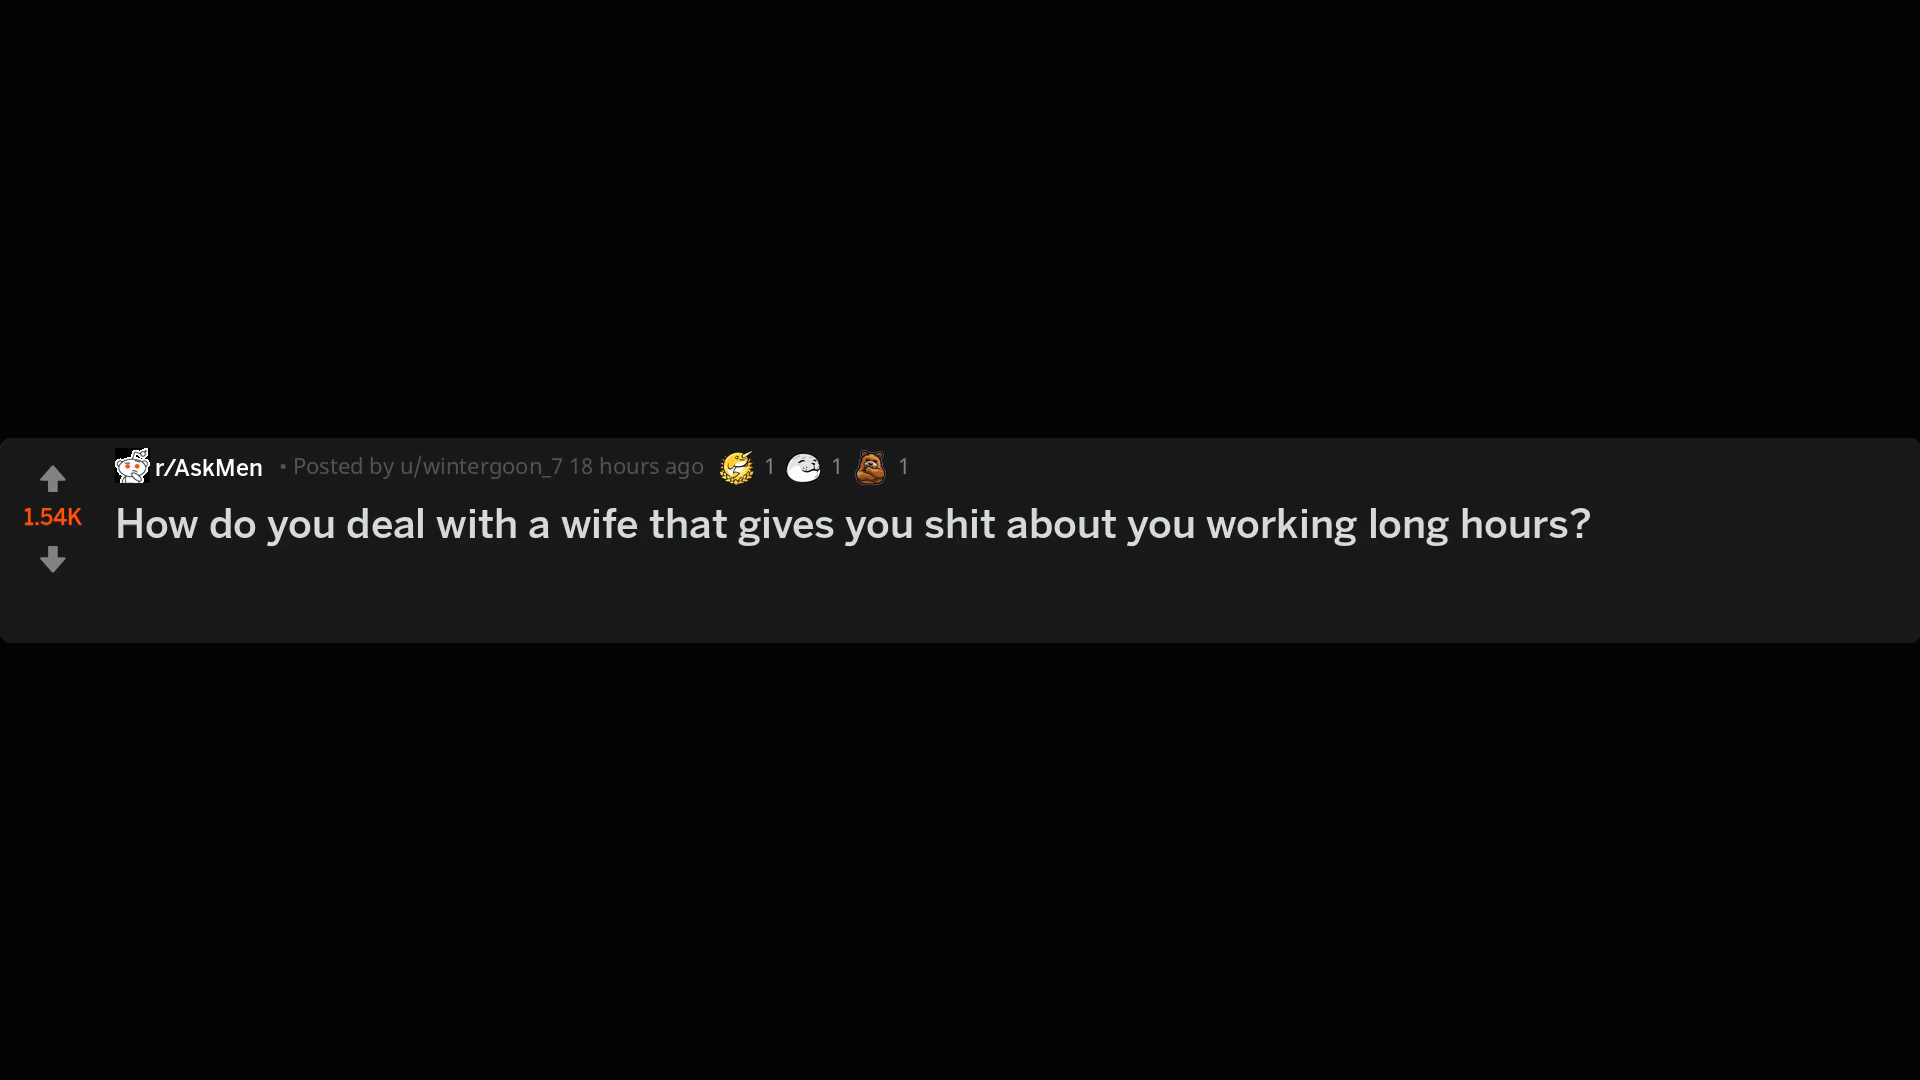 r/AskMen • Posted by u/wintergoon_7 18 hours ago 1 1 1
1.54K
How do you deal with a wife that gives you shit about you working long hours?